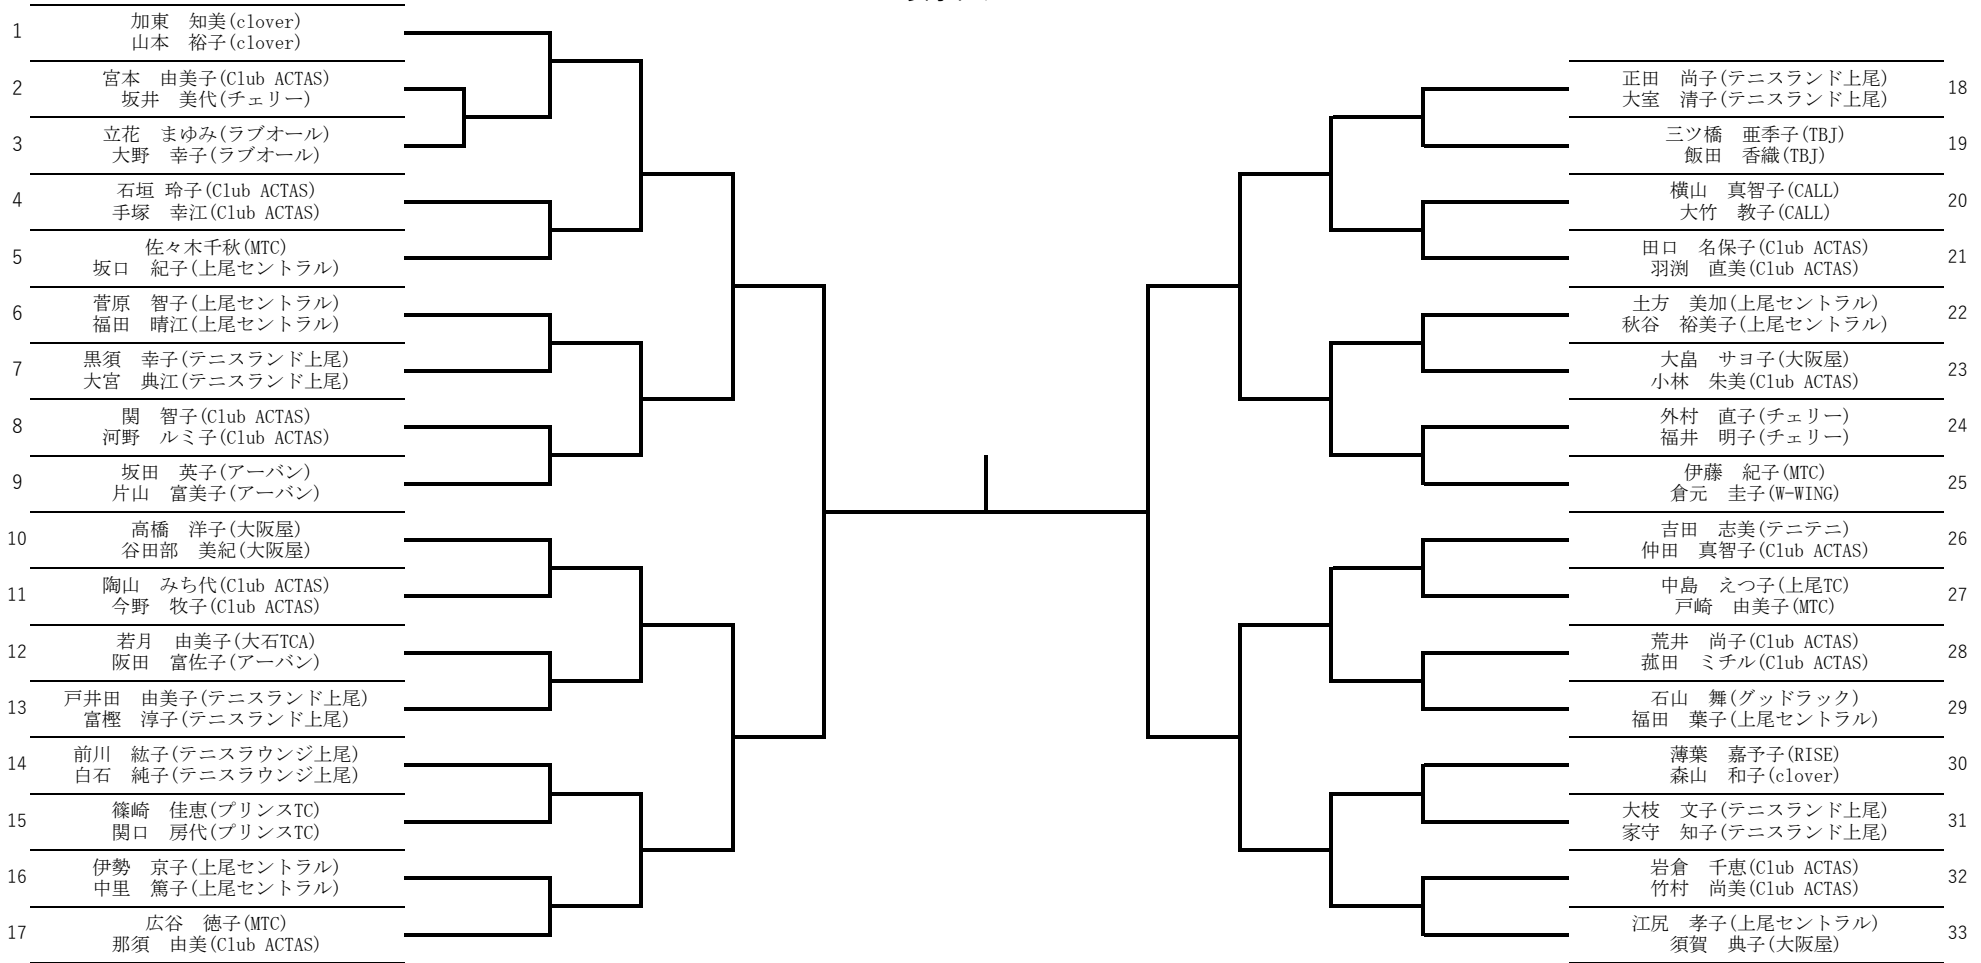 1
加東　知美(clover)
山本　裕子(clover)
2
宮本　由美子(Club ACTAS)
坂井　美代(チェリー)
3
立花　まゆみ(ラブオール)
大野　幸子(ラブオール)
4
石垣 玲子(Club ACTAS)
手塚　幸江(Club ACTAS)
5
佐々木千秋(MTC)
坂口　紀子(上尾セントラル)
6
菅原　智子(上尾セントラル)
福田　晴江(上尾セントラル)
7
黒須　幸子(テニスランド上尾)
大宮　典江(テニスランド上尾)
8
関　智子(Club ACTAS)
河野　ルミ子(Club ACTAS)
9
坂田　英子(アーバン)
片山　富美子(アーバン)
10
高橋　洋子(大阪屋)
谷田部　美紀(大阪屋)
11
陶山　みち代(Club ACTAS)
今野　牧子(Club ACTAS)
12
若月　由美子(大石TCA)
阪田　富佐子(アーバン)
13
戸井田　由美子(テニスランド上尾)
富樫　淳子(テニスランド上尾)
14
前川　紘子(テニスラウンジ上尾)
白石　純子(テニスラウンジ上尾)
15
篠崎　佳恵(プリンスTC)
関口　房代(プリンスTC)
16
伊勢　京子(上尾セントラル)
中里　篤子(上尾セントラル)
17
広谷　徳子(MTC)
那須　由美(Club ACTAS)
正田　尚子(テニスランド上尾)
大室　清子(テニスランド上尾)
18
三ツ橋　亜季子(TBJ)
飯田　香織(TBJ)
19
横山　真智子(CALL)
大竹　教子(CALL)
20
田口　名保子(Club ACTAS)
羽渕　直美(Club ACTAS)
21
土方　美加(上尾セントラル)
秋谷　裕美子(上尾セントラル)
22
大畠　サヨ子(大阪屋)
小林　朱美(Club ACTAS)
23
外村　直子(チェリー)
福井　明子(チェリー)
24
伊藤　紀子(MTC)
倉元　圭子(W-WING)
25
吉田　志美(テニテニ)
仲田　真智子(Club ACTAS)
26
中島　えつ子(上尾TC)
戸崎　由美子(MTC)
27
荒井　尚子(Club ACTAS)
菰田　ミチル(Club ACTAS)
28
石山　舞(グッドラック)
福田　葉子(上尾セントラル)
29
薄葉　嘉予子(RISE)
森山　和子(clover)
30
大枝　文子(テニスランド上尾)
家守　知子(テニスランド上尾)
31
岩倉　千恵(Club ACTAS)
竹村　尚美(Club ACTAS)
32
江尻　孝子(上尾セントラル)
須賀　典子(大阪屋)
33